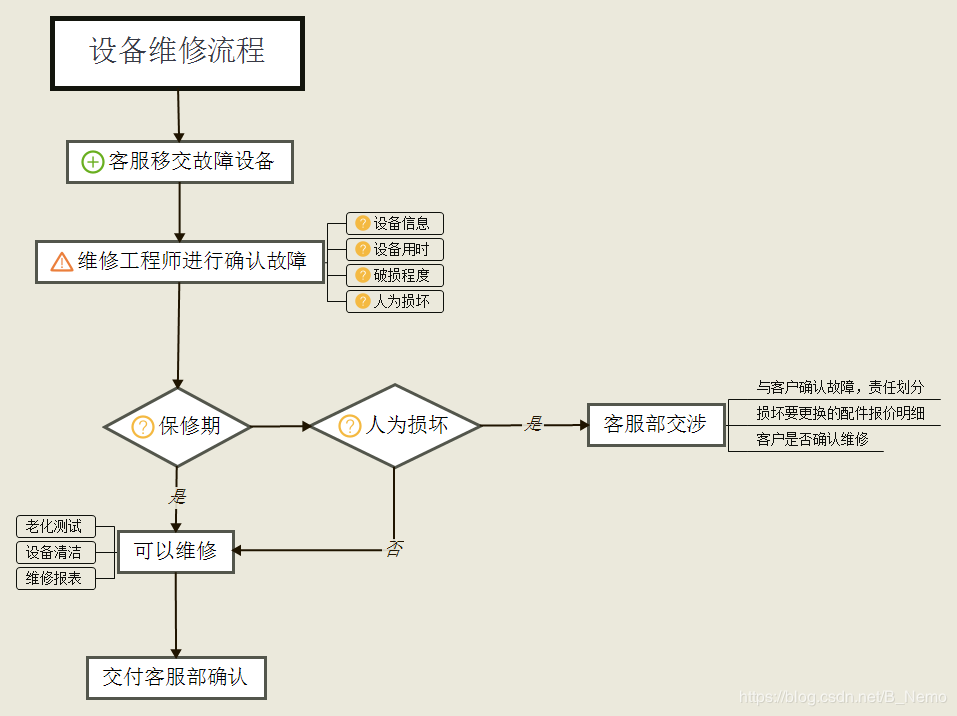 设备维修流程
客服移交故障设备
维修工程师进行确认故障
设备信息
设备用时
破损程度
人为损坏
保修期
人为损坏
是
客服部交涉
与客户确认故障，责任划分
损坏要更换的配件报价明细
客户是否确认维修
是
老化测试
设备清洁
维修报表
可以维修
否
交付客服部确认
https://blog.csdn.net/B_Nemo